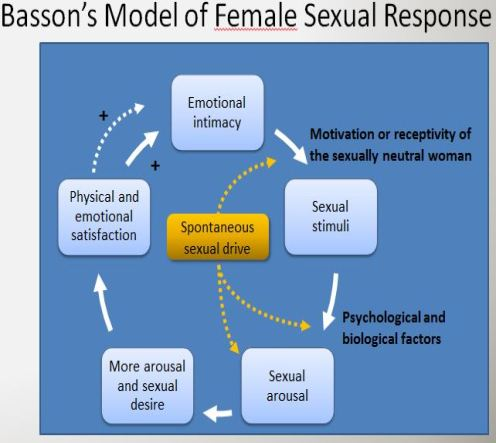 Basson's Model of Female Sexual Response
Emotional
intimacy
+
+
Motivation or receptivity of
the sexually neutral woman
Physical and
emotional
satisfaction
Spontaneous
sexual drive
Sexual
stimuli
Psychological and
biological factors
More arousal
and sexual
desire
Sexual
arousal